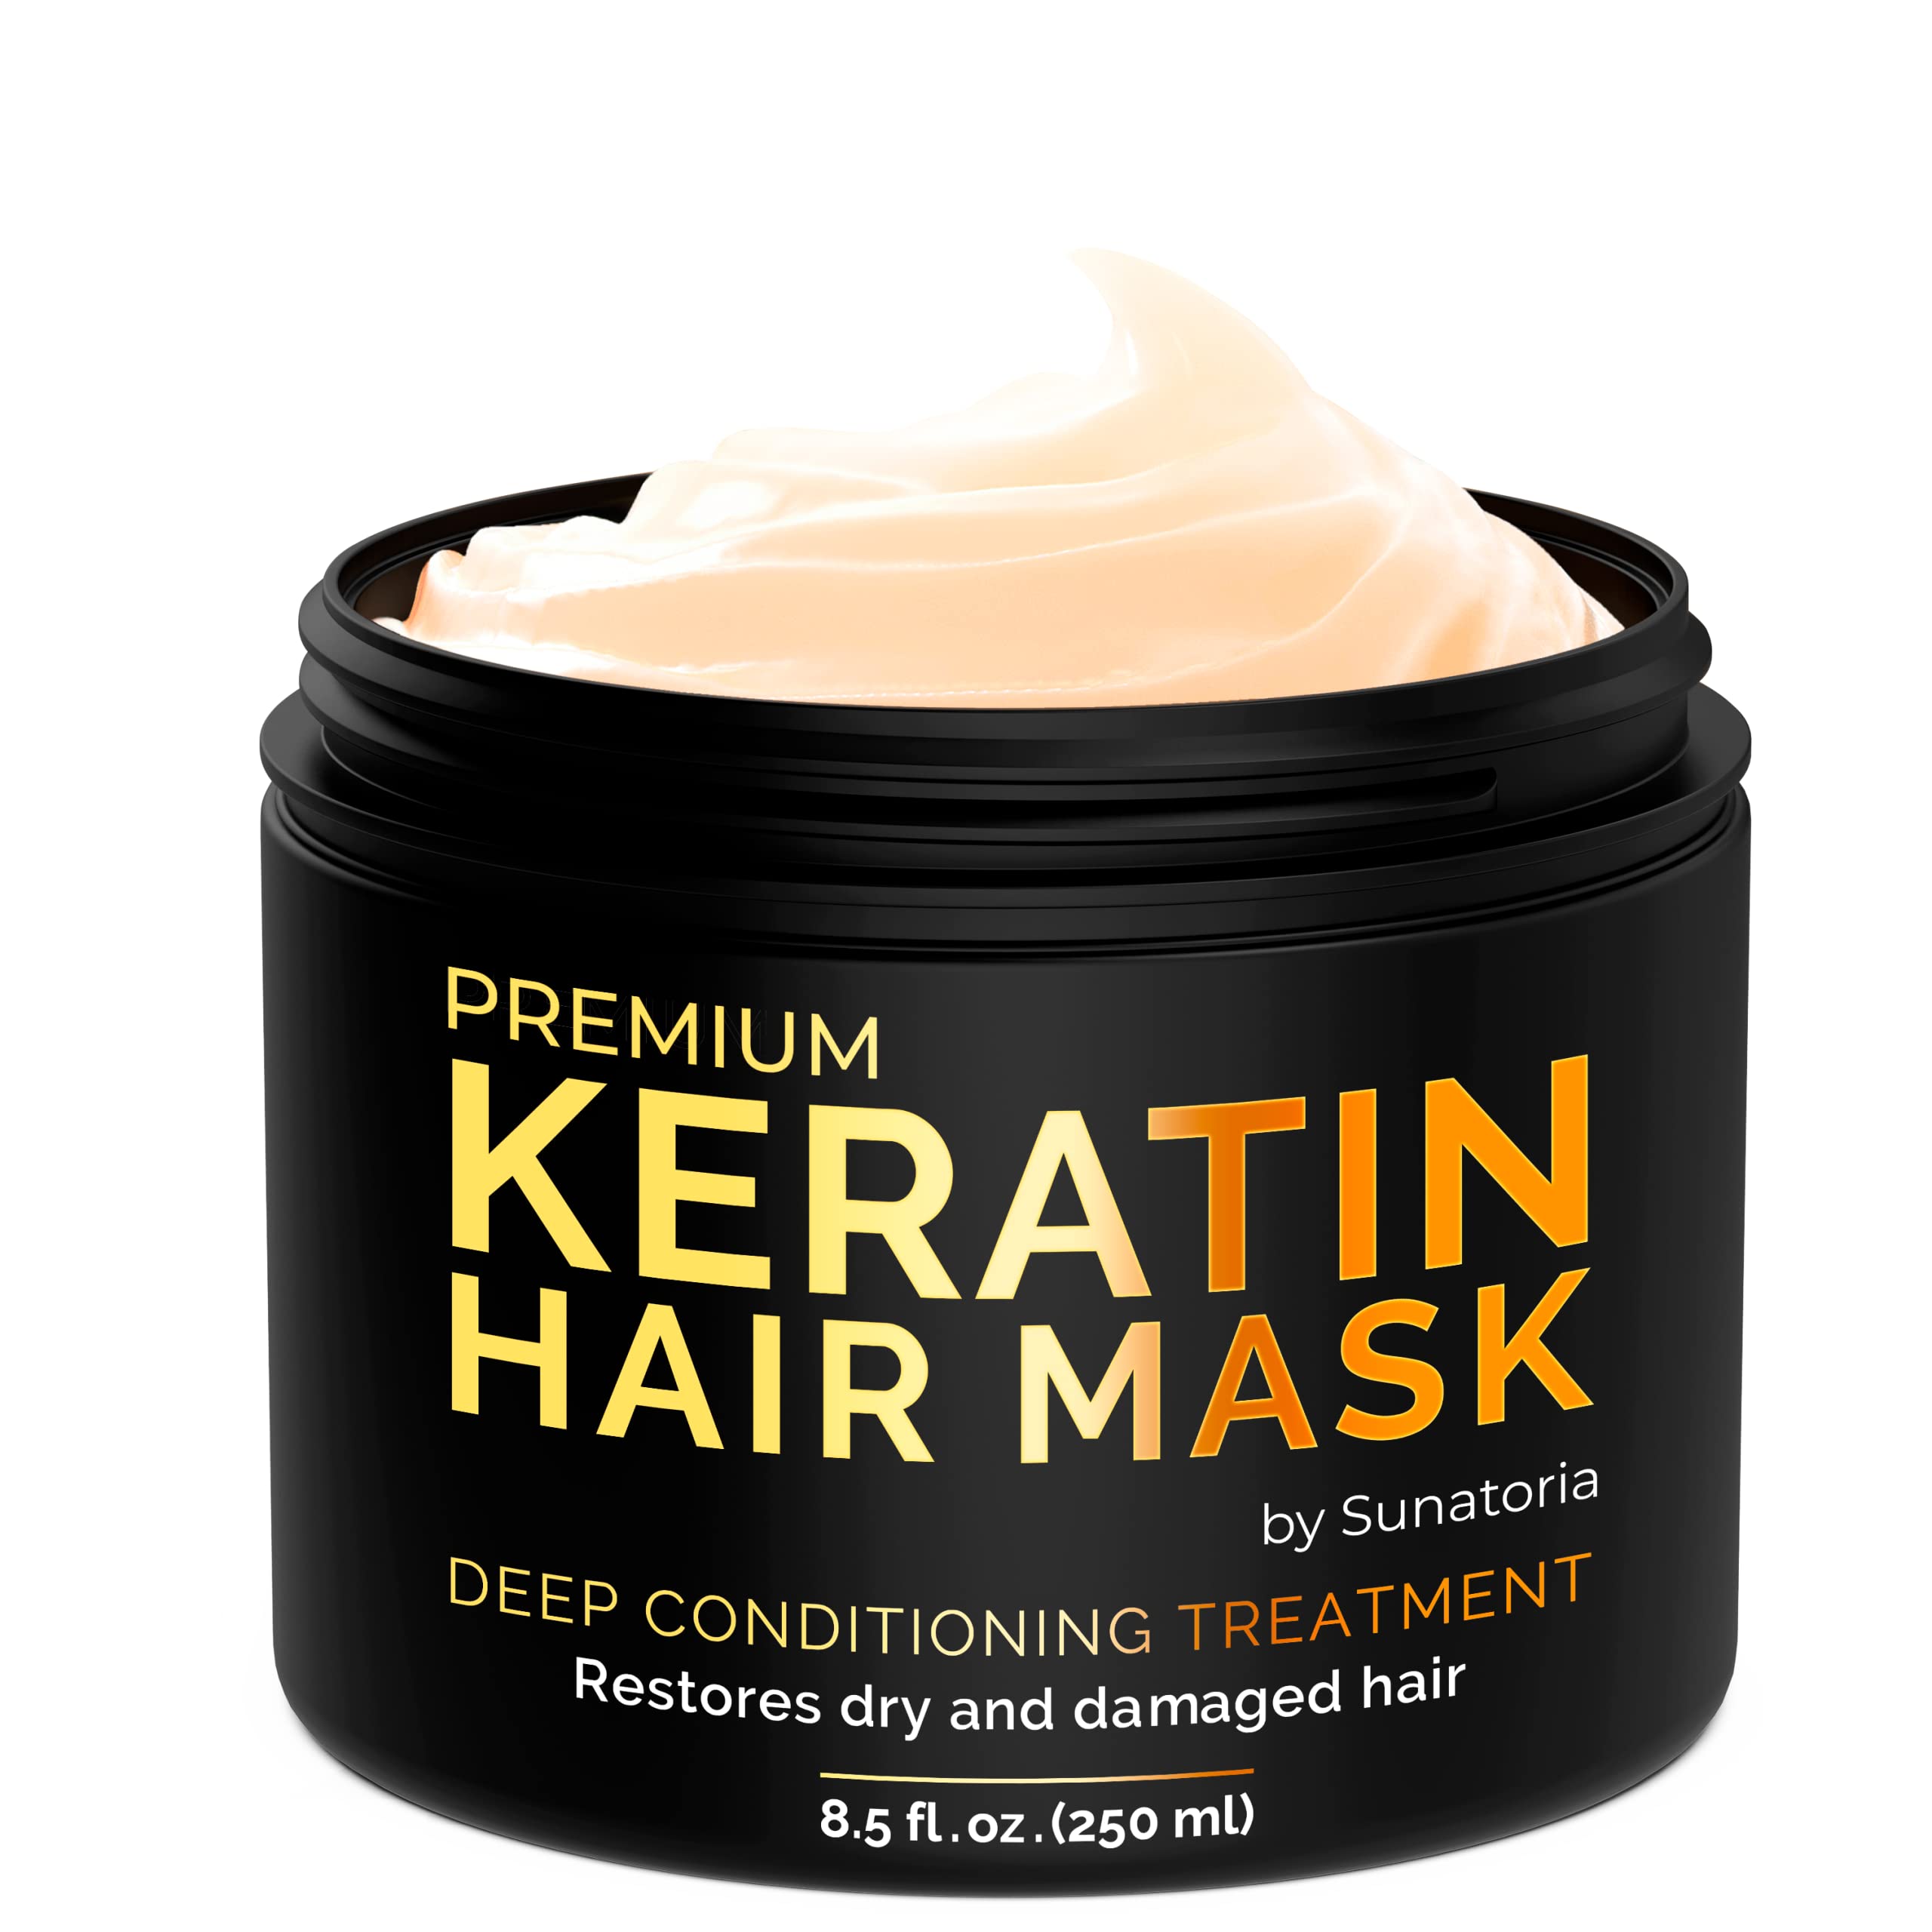 PREMIUM
KERATIN
HAIR MASK
by Sunatoria
DEEP CONDITIONING TREATMENT
Restores dry and damaged hair
8.5 fl.oz.(250 ml)